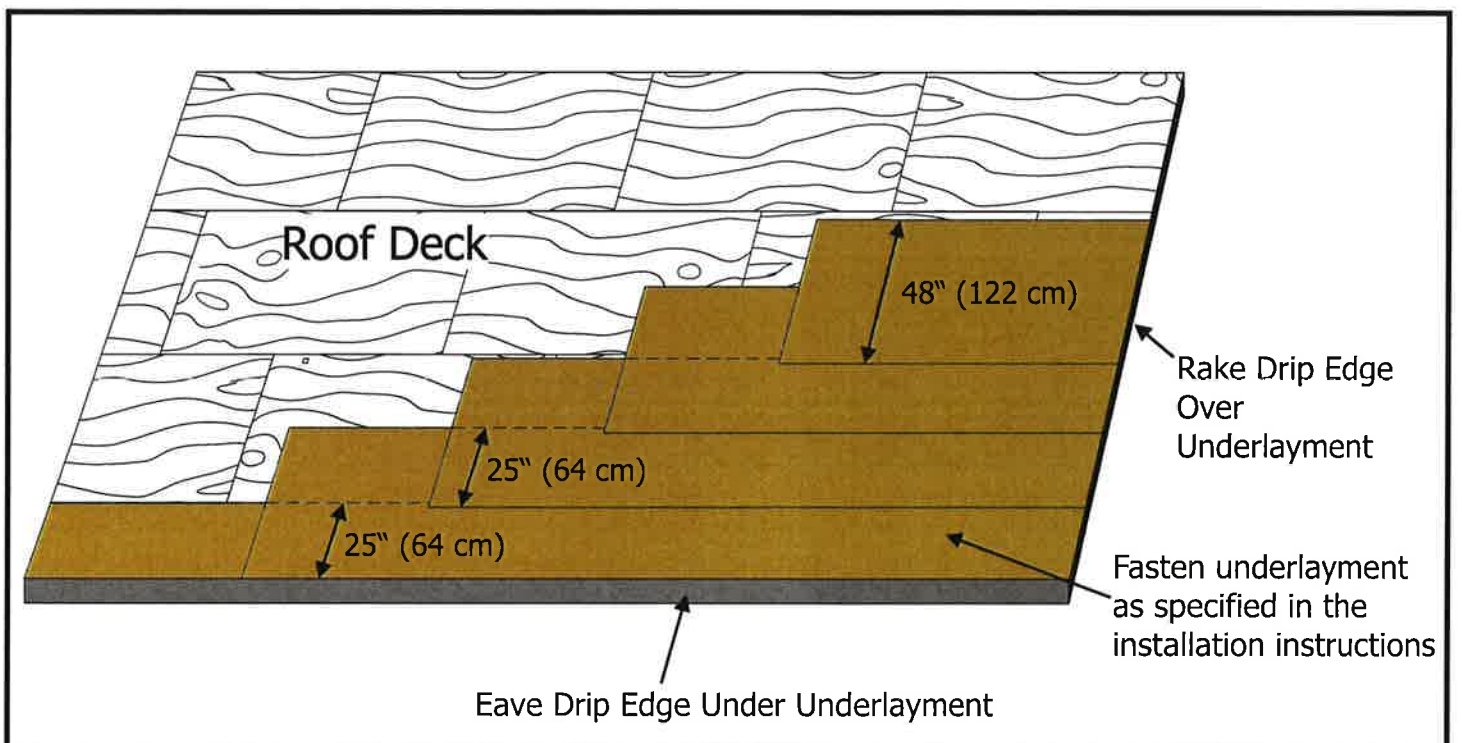 Roof Deck
48“ (122 cm)
25“ (64 cm)
25“ (64 cm)
Rake Drip Edge
Over
Underlayment
Fasten underlayment
as specified in the
installation instructions
Eave Drip Edge Under Underlayment